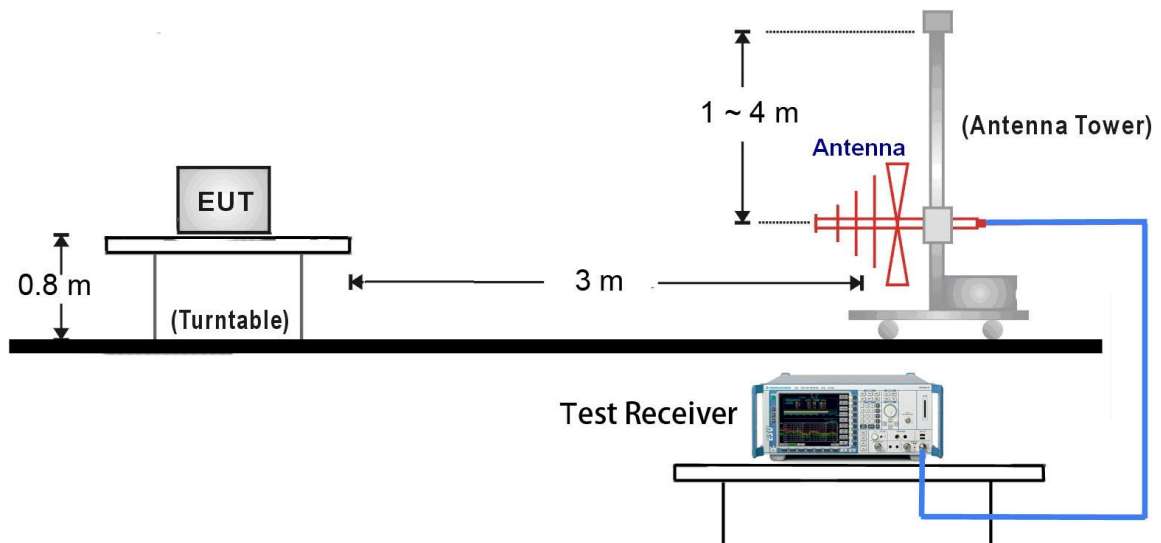 1 ~ 4 m
(Antenna Tower)
Antenna
EUT
0.8 m
3 m
(Turntable)
Test Receiver